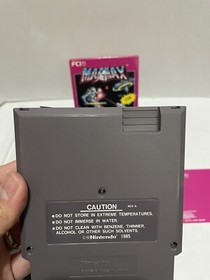 FCI
MAGMAX
CAUTION
REV-A
●DO NOT STORE IN EXTREME TEMPERATURES.
●DO NOT IMMERSE IN WATER.
●DO NOT CLEAN WITH BENZENE, THINNER,
ALCOHOL OR OTHER SUCH SOLVENTS.
©Nintendo 1985